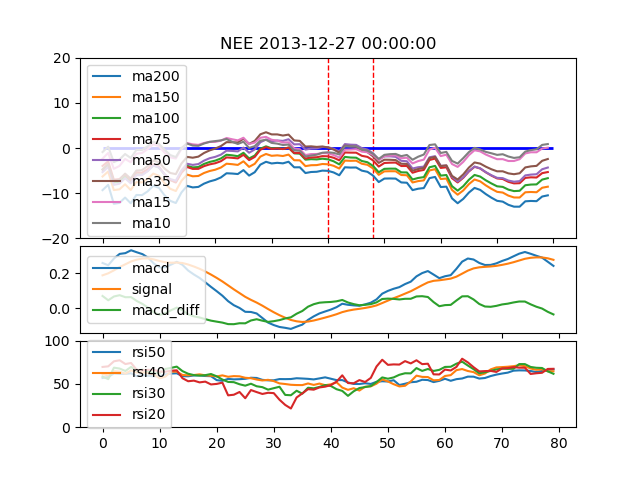 NEE 2013-12-27 00:00:00
20
10
0
−10
−20
ma200
ma150
ma100
ma75
ma50
ma35
ma15
ma10
0.2
0.0
macd
signal
macd_diff
100
50
0
rsi50
rsi40
rsi30
rsi20
0 10 20 30 40 50 60 70 80